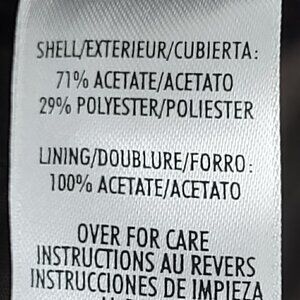 SHELL/EXTERIEUR/CUBIERTA:
71% ACETATE/ACETATO
29% POLYESTER/POLIESTER
LINING/DOUBLURE/FORRO:
100% ACETATE/ACETATO
OVER FOR CARE
INSTRUCTIONS AU REVERS
INSTRUCCIONES DE IMPIEZA